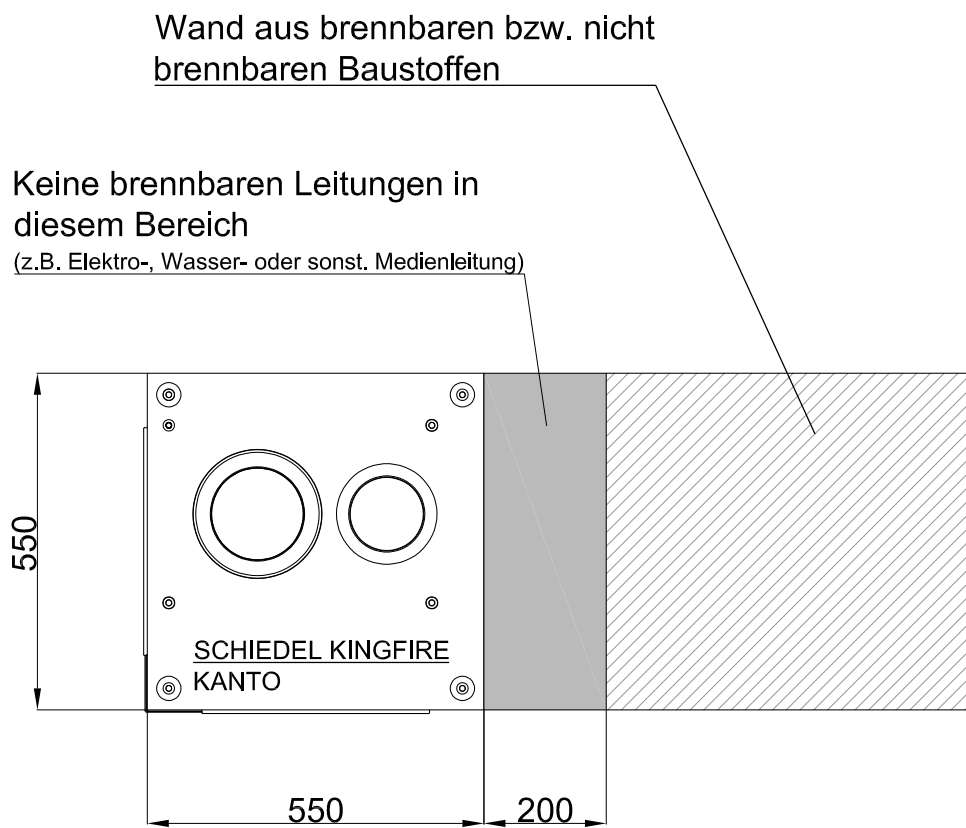 Wand aus brennbaren bzw. nicht
brennbaren Baustoffen
Keine brennbaren Leitungen in
diesem Bereich
(z.B. Elektro-, Wasser- oder sonst. Medienleitung)
550
SCHIEDEL KINGFIRE
KANTO
550
200